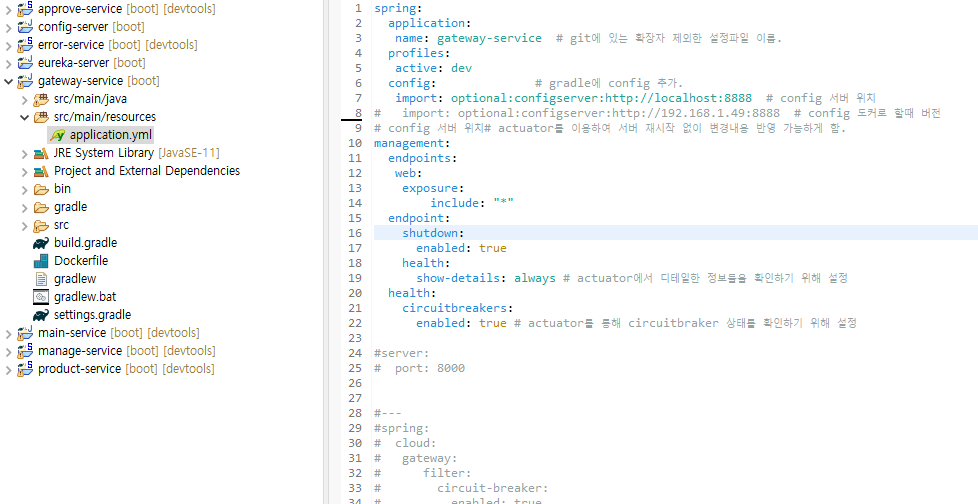 approve-service [boot] [devtools]
config-server [boot]
error-service [boot] [devtools]
eureka-server [boot]
gateway-service [boot]
src/main/java
src/main/resources
application.yml
JRE System Library [JavaSE-11]
Project and External Dependencies
bin
gradle
src
build.gradle
Dockerfile
gradlew
gradlew.bat
settings.gradle
main-service [boot] [devtools]
manage-service [boot] [devtools]
product-service [boot] [devtools]
1 spring:
2 application:
3 name: gateway-service # git에 있는 확장자 제외한 설정파일 이름.
4 profiles:
5 active: dev
6 config: # gradle에 config 추가.
7 import: optional:configserver:http://localhost:8888 # config 서버 위치
8 # import: optional:configserver:http://192.168.1.49:8888 # config 도커로 할때 버전
9 # config 서버 위치# actuator를 이용하여 서버 재시작 없이 변경내용 반영 가능하게 함.
10 management:
11 endpoints:
12 web:
13 exposure:
14 include: "*"
15 endpoint:
16 shutdown:
17 enabled: true
18 health:
19 show-details: always # actuator에서 디테일한 정보들을 확인하기 위해 설정
20 health:
21 circuitbreakers:
22 enabled: true # actuator를 통해 circuitbraker 상태를 확인하기 위해 설정
23
24 #server:
25 # port: 8000
26
27
28 #---
29 #spring:
30 # cloud:
31 # gateway:
32 # filter:
33 # circuit-breaker:
34 # enabled: true